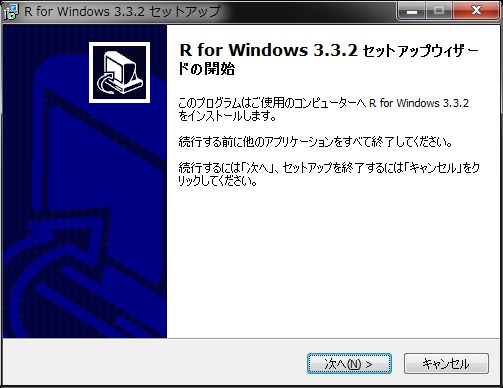 R for Windows 3.3.2 セットアップ
R for Windows 3.3.2 セットアップウィザー
ドの開始
このプログラムはご使用のコンピューターへ R for Windows 3.3.2
をインストールします。
続行する前に他のアプリケーションをすべて終了してください。
続行するには「次へ」、セットアップを終了するには「キャンセル」をク
リックしてください。
次へ(N) >
キャンセル